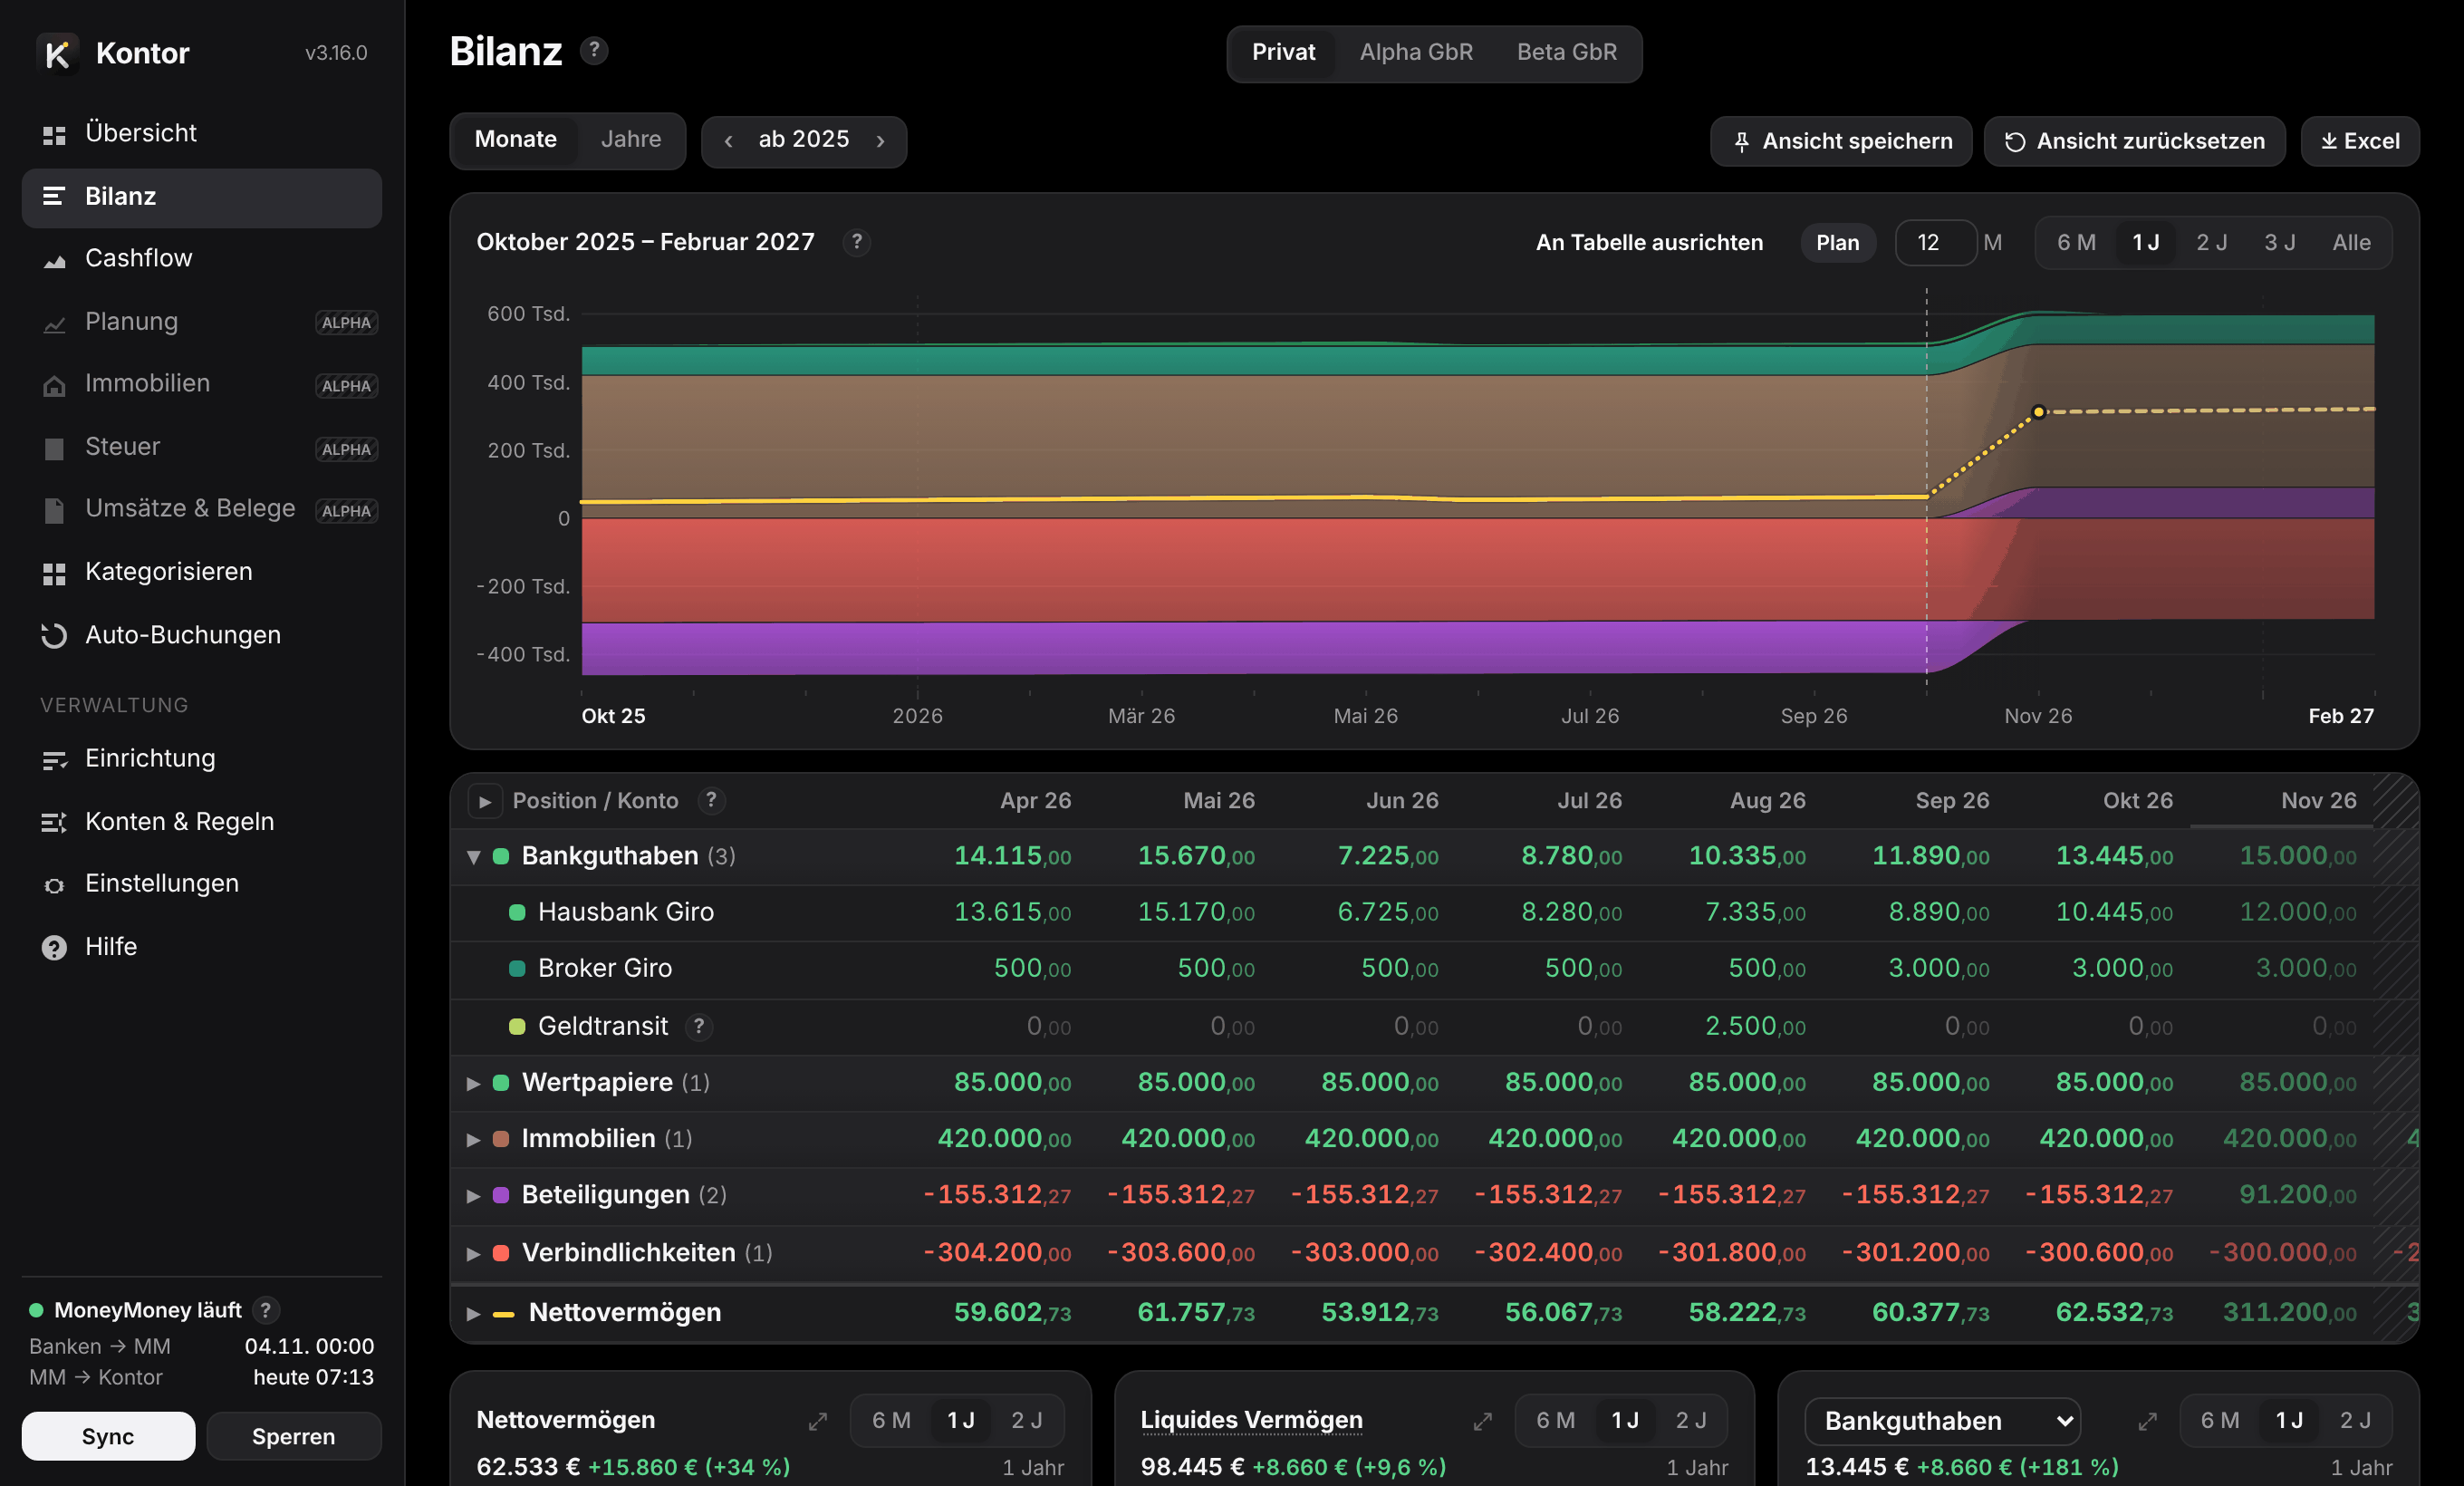 Kontor v3.16.0
Übersicht
Bilanz
Cashflow
Planung ALPHA
Immobilien ALPHA
Steuer ALPHA
Umsätze & Belege ALPHA
Kategorisieren
Auto-Buchungen
VERWALTUNG
Einrichtung
Konten & Regeln
Einstellungen
Hilfe
MoneyMoney läuft ?
Banken → MM 04.11. 00:00
MM → Kontor heute 07:13
Sync Sperren
Bilanz ? Privat Alpha GbR Beta GbR
Monate Jahre ‹ ab 2025 › Ansicht speichern Ansicht zurücksetzen Excel
Oktober 2025 – Februar 2027 ? An Tabelle ausrichten Plan 12 M 6 M 1 J 2 J 3 J Alle
600 Tsd.
400 Tsd.
200 Tsd.
0
-200 Tsd.
-400 Tsd.
Okt 25 2026 Mär 26 Mai 26 Jul 26 Sep 26 Nov 26 Feb 27
Position / Konto ? Apr 26 Mai 26 Jun 26 Jul 26 Aug 26 Sep 26 Okt 26 Nov 26
Bankguthaben (3) 14.115,00 15.670,00 7.225,00 8.780,00 10.335,00 11.890,00 13.445,00 15.000,00
Hausbank Giro 13.615,00 15.170,00 6.725,00 8.280,00 7.335,00 8.890,00 10.445,00 12.000,00
Broker Giro 500,00 500,00 500,00 500,00 500,00 3.000,00 3.000,00 3.000,00
Geldtransit ? 0,00 0,00 0,00 0,00 2.500,00 0,00 0,00 0,00
Wertpapiere (1) 85.000,00 85.000,00 85.000,00 85.000,00 85.000,00 85.000,00 85.000,00 85.000,00
Immobilien (1) 420.000,00 420.000,00 420.000,00 420.000,00 420.000,00 420.000,00 420.000,00 420.000,00 4
Beteiligungen (2) -155.312,27 -155.312,27 -155.312,27 -155.312,27 -155.312,27 -155.312,27 -155.312,27 91.200,00
Verbindlichkeiten (1) -304.200,00 -303.600,00 -303.000,00 -302.400,00 -301.800,00 -301.200,00 -300.600,00 -300.000,00 -2
Nettovermögen 59.602,73 61.757,73 53.912,73 56.067,73 58.222,73 60.377,73 62.532,73 311.200,00 3
Nettovermögen 6 M 1 J 2 J
62.533 € +15.860 € (+34 %) 1 Jahr
Liquides Vermögen 6 M 1 J 2 J
98.445 € +8.660 € (+9,6 %) 1 Jahr
Bankguthaben 6 M 1 J 2 J
13.445 € +8.660 € (+181 %) 1 Jahr